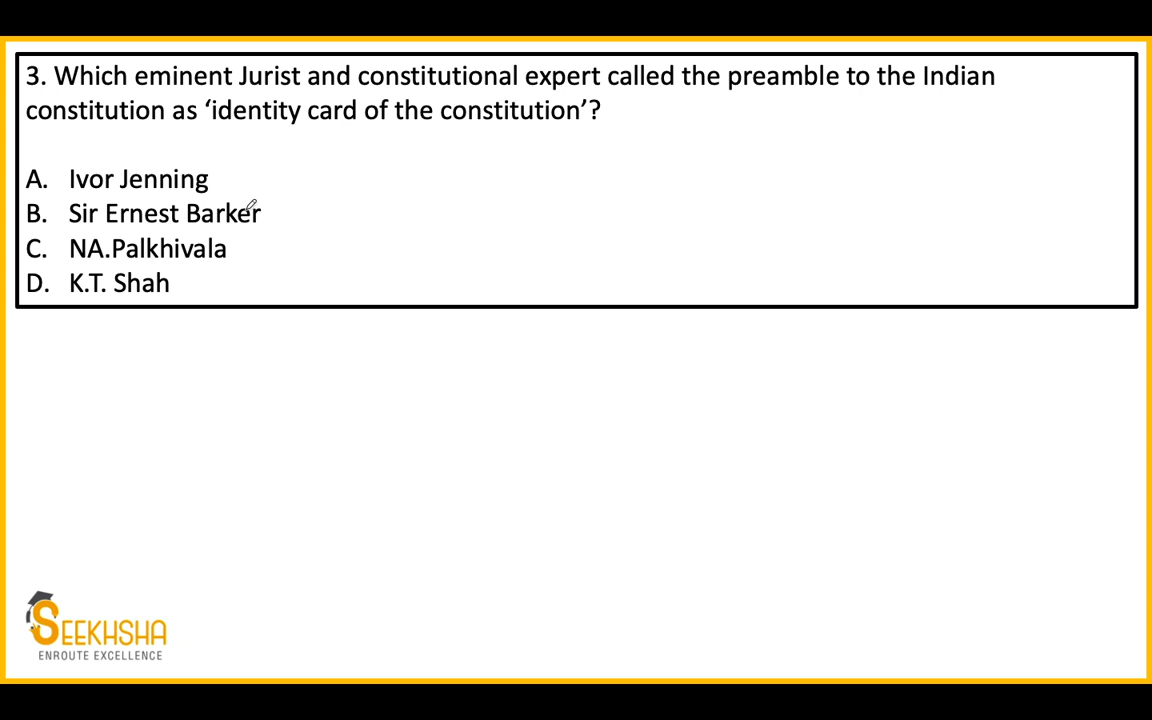 3. Which eminent Jurist and constitutional expert called the preamble to the Indian
constitution as ‘identity card of the constitution’?
A. Ivor Jenning
B. Sir Ernest Barker
C. NA.Palkhivala
D. K.T. Shah
SEEKHSHA
ENROUTE EXCELLENCE